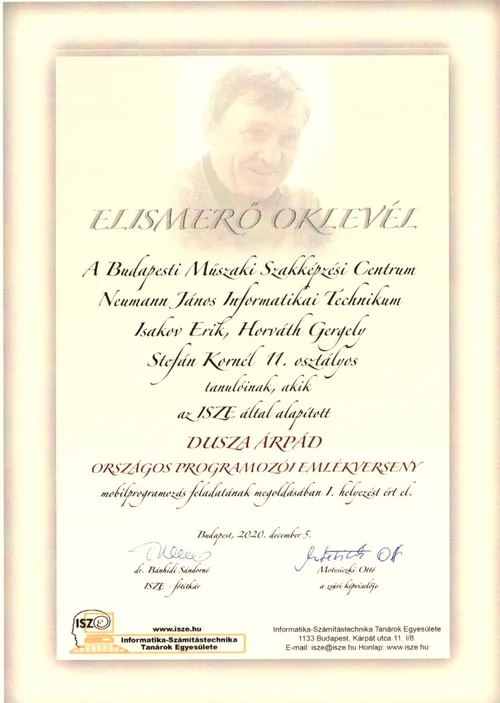 ELISMERŐ OKLEVÉL
A Budapesti Műszaki Szakképzési Centrum
Neumann János Informatikai Technikum
Isakov Erik, Horváth Gergely
Stefán Kornél 11. osztályos
tanulóinak, akik
az ISZE által alapított
DUSZA ÁRPÁD
ORSZÁGOS PROGRAMOZÓI EMLÉKVERSENY
mobilprogramozás feladatának megoldásában 1. helyezést ért el.
Budapest, 2020. december 5.
dr. Bánhidi Sándorné
ISZE - főtitkár
Moteszicki Ottó
a zsűri képviselője
ISZE
www.isze.hu
Informatika-Számítástechnika
Tanárok Egyesülete
Informatika-Számítástechnika Tanárok Egyesülete
1133 Budapest, Kárpát utca 11. I/8.
E-mail: isze@isze.hu Honlap: www.isze.hu